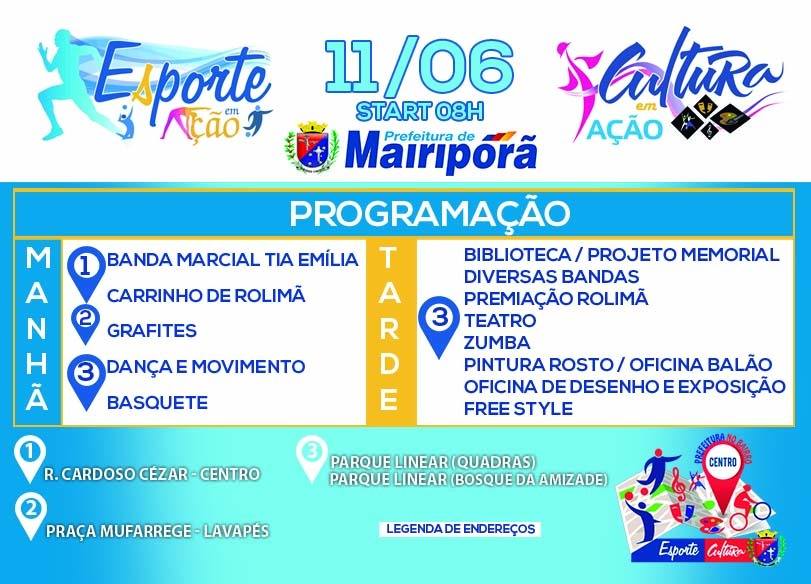 Esporte
em
Ação
11/06
START 08H
Prefeitura de
Mairiporã
Cultura
em
AÇÃO
PROGRAMAÇÃO
MANHÃ
1
BANDA MARCIAL TIA EMÍLIA
CARRINHO DE ROLIMÃ
2
GRAFITES
3
DANÇA E MOVIMENTO
BASQUETE
TARDE
3
BIBLIOTECA / PROJETO MEMORIAL
DIVERSAS BANDAS
PREMIAÇÃO ROLIMÃ
TEATRO
ZUMBA
PINTURA ROSTO / OFICINA BALÃO
OFICINA DE DESENHO E EXPOSIÇÃO
FREE STYLE
1
R. CARDOSO CÉZAR - CENTRO
2
PRAÇA MUFARREGE - LAVAPÉS
3
PARQUE LINEAR (QUADRAS)
PARQUE LINEAR (BOSQUE DA AMIZADE)
LEGENDA DE ENDEREÇOS
PREFEITURA NO BAIRRO
CENTRO
Esporte Cultura